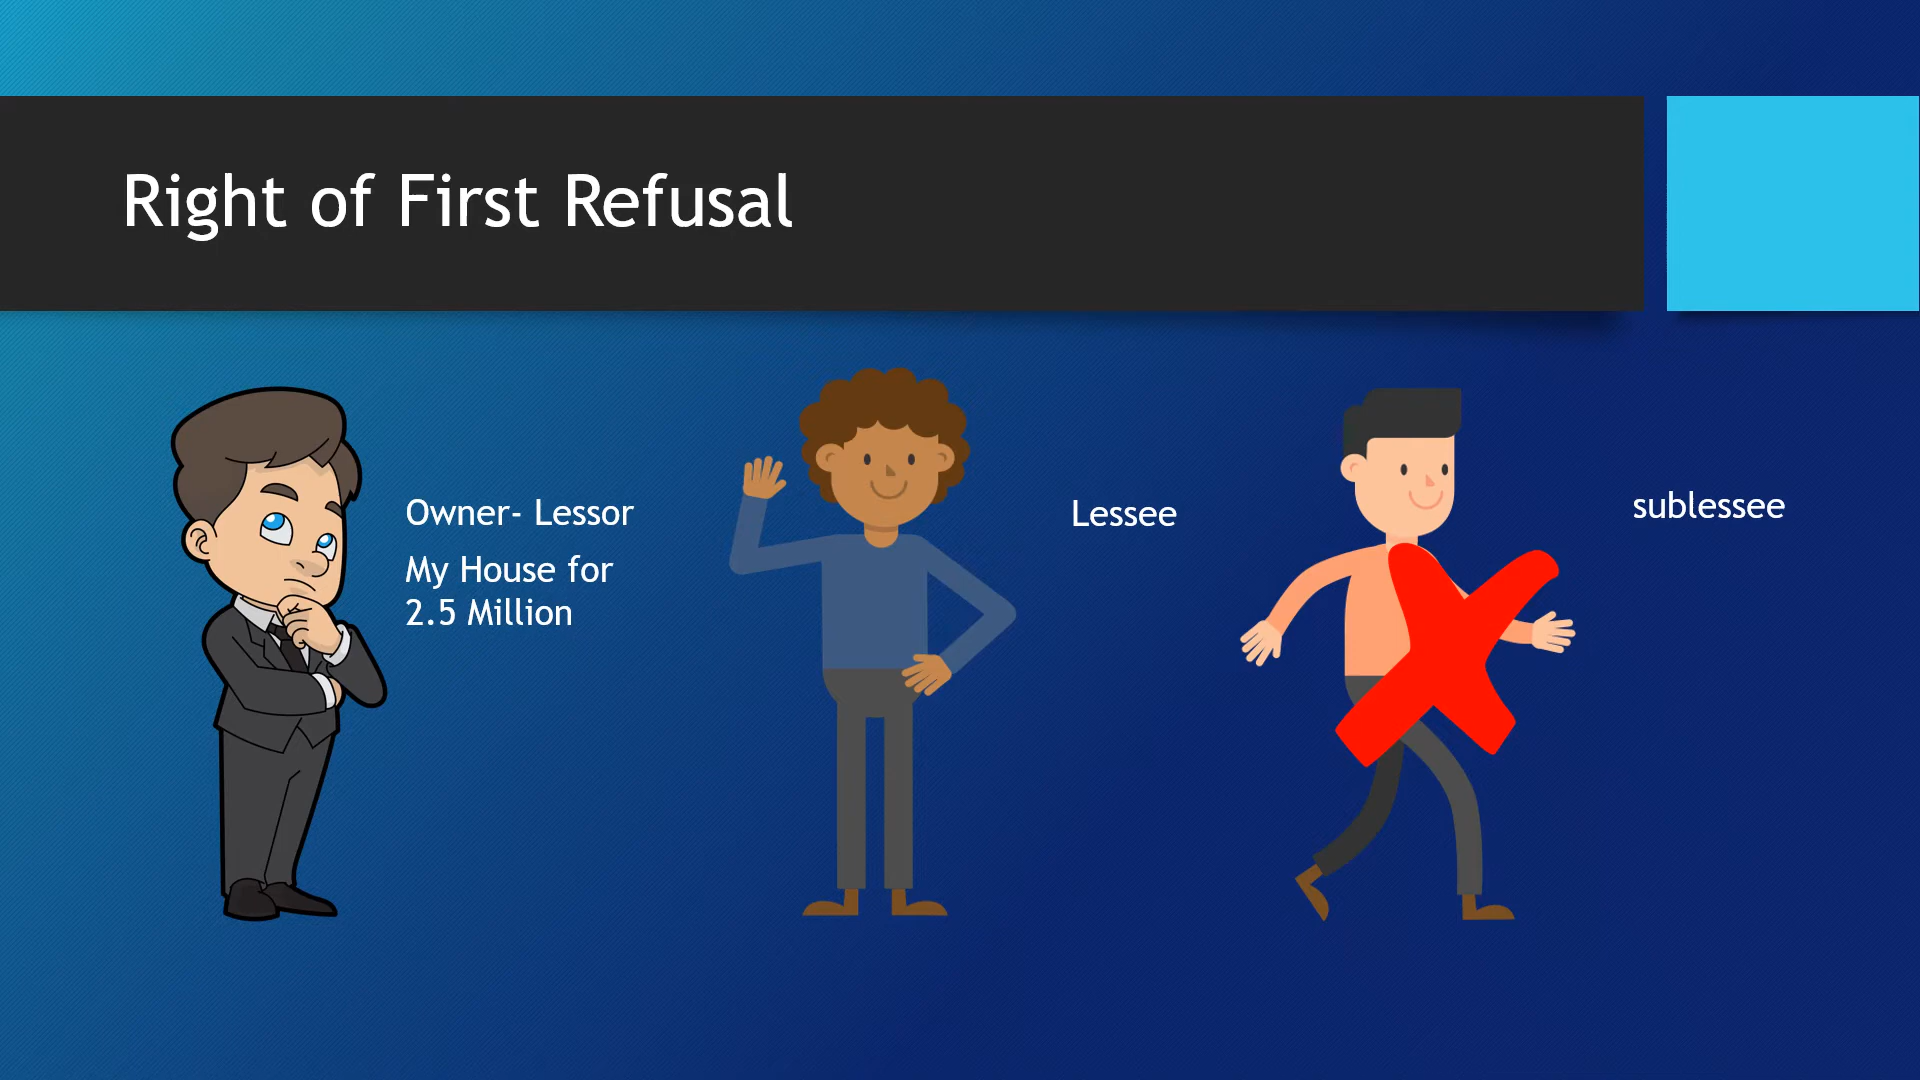 Right of First Refusal
Owner- Lessor
My House for
2.5 Million
Lessee
sublessee